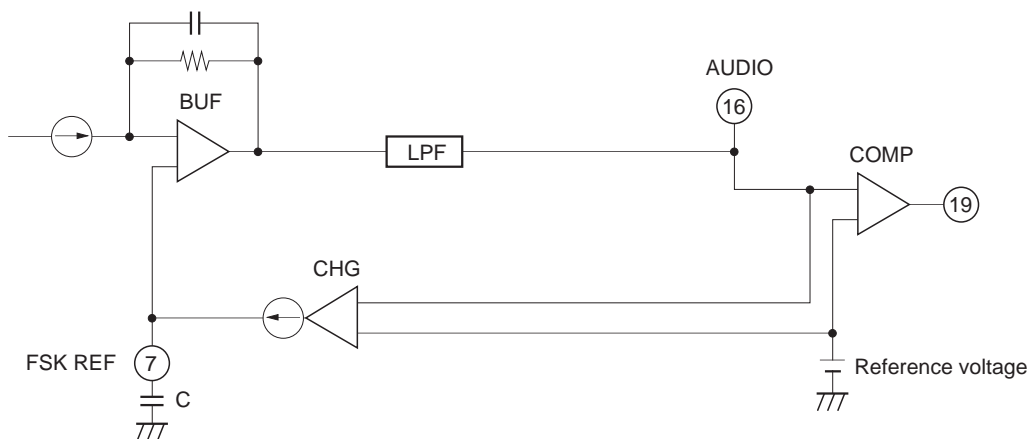 AUDIO
16
BUF
LPF
COMP
19
CHG
FSK REF
7
C
Reference voltage